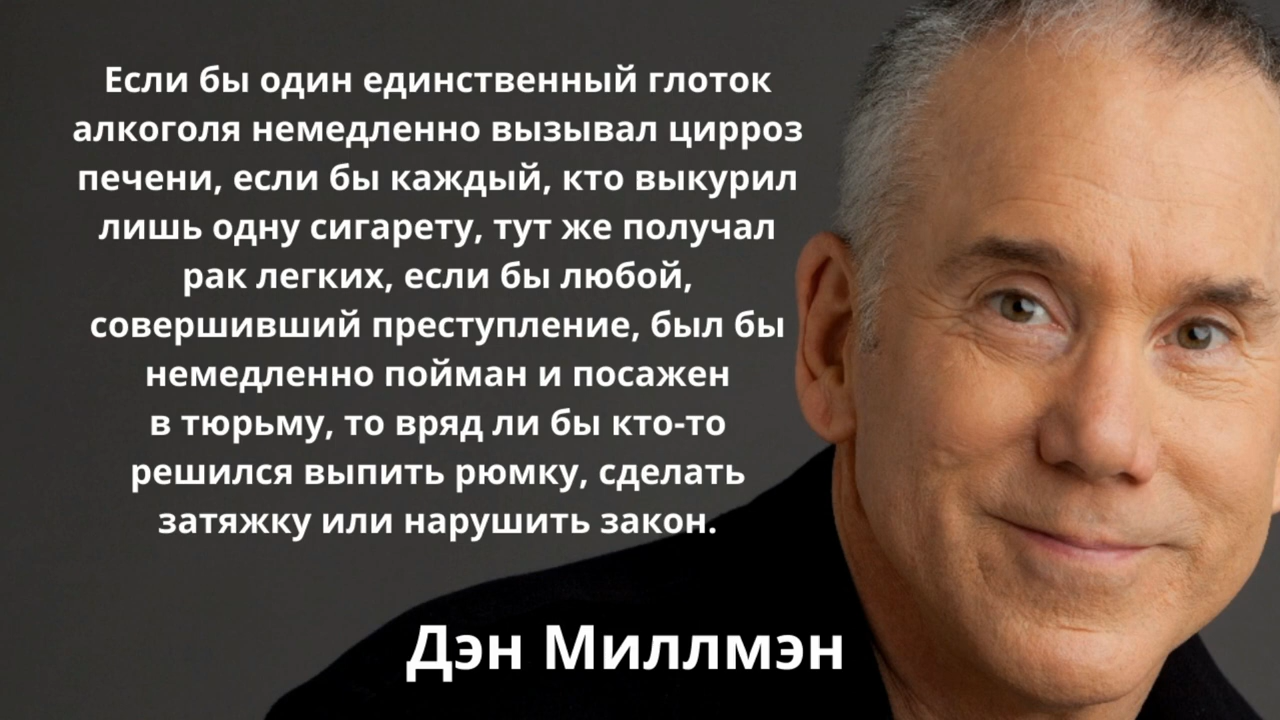 Если бы один единственный глоток
алкоголя немедленно вызывал цирроз
печени, если бы каждый, кто выкурил
лишь одну сигарету, тут же получал
рак легких, если бы любой,
совершивший преступление, был бы
немедленно пойман и посажен
в тюрьму, то вряд ли бы кто-то
решился выпить рюмку, сделать
затяжку или нарушить закон.
Дэн Миллмэн